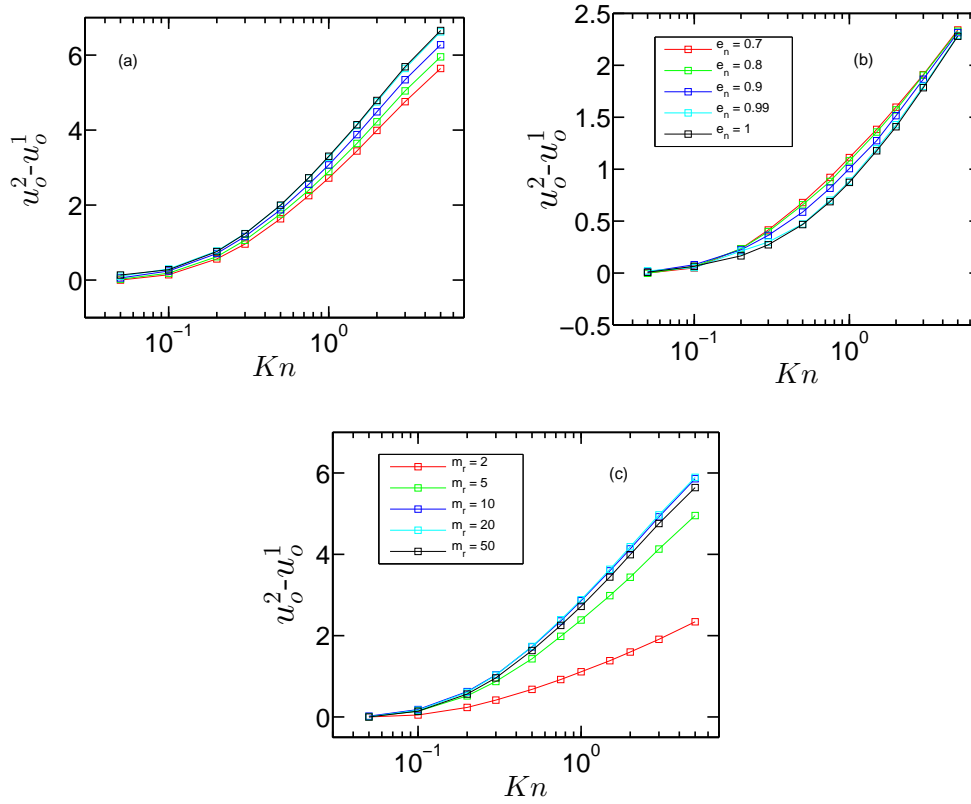 (a)
u_o^2-u_o^1
6
4
2
0
10^−1
10^0
Kn
(b)
e_n = 0.7
e_n = 0.8
e_n = 0.9
e_n = 0.99
e_n = 1
u_o^2-u_o^1
2.5
2
1.5
1
0.5
0
−0.5
10^−1
10^0
Kn
(c)
m_r = 2
m_r = 5
m_r = 10
m_r = 20
m_r = 50
u_o^2-u_o^1
6
4
2
0
10^−1
10^0
Kn